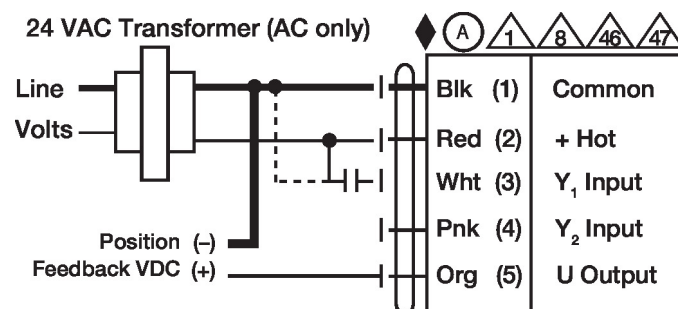 24 VAC Transformer (AC only)
A 1 8 46 47
Line
Volts
Blk (1) Common
Red (2) + Hot
Wht (3) Y1 Input
Pnk (4) Y2 Input
Org (5) U Output
Position (–)
Feedback VDC (+)